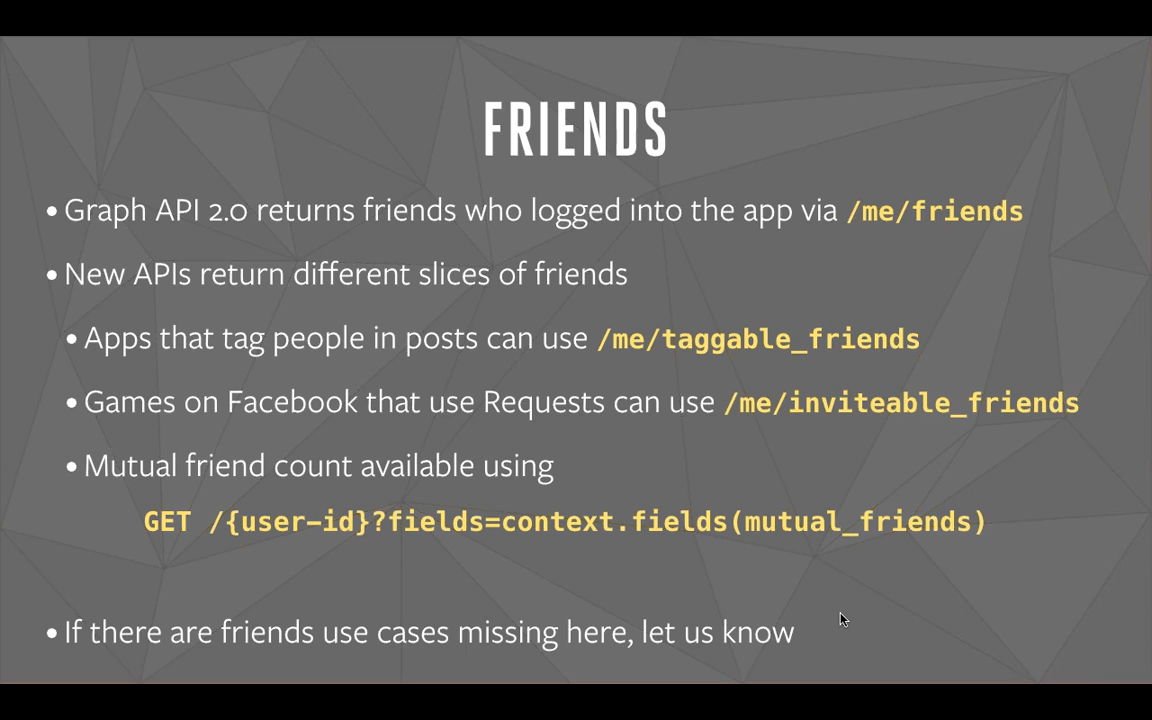 FRIENDS
• Graph API 2.0 returns friends who logged into the app via /me/friends
• New APIs return different slices of friends
• Apps that tag people in posts can use /me/taggable_friends
• Games on Facebook that use Requests can use /me/inviteable_friends
• Mutual friend count available using
GET /{user-id}?fields=context.fields(mutual_friends)
• If there are friends use cases missing here, let us know